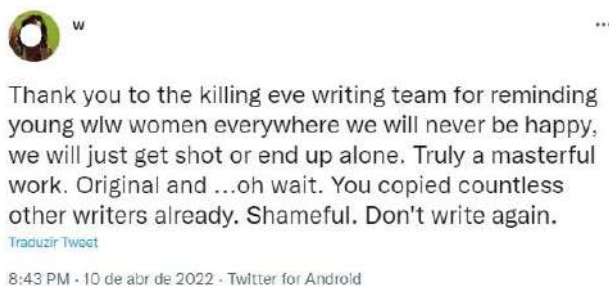 w
Thank you to the killing eve writing team for reminding
young wlw women everywhere we will never be happy,
we will just get shot or end up alone. Truly a masterful
work. Original and ...oh wait. You copied countless
other writers already. Shameful. Don't write again.
Traduzir Tweet
8:43 PM · 10 de abr de 2022 · Twitter for Android